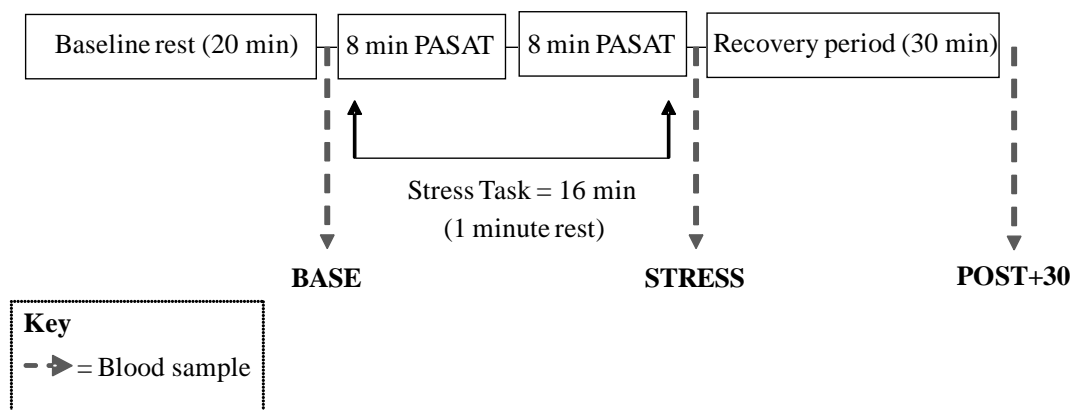 Baseline rest (20 min)
8 min PASAT
8 min PASAT
Recovery period (30 min)
Stress Task = 16 min
(1 minute rest)
BASE
STRESS
POST+30
Key
= Blood sample